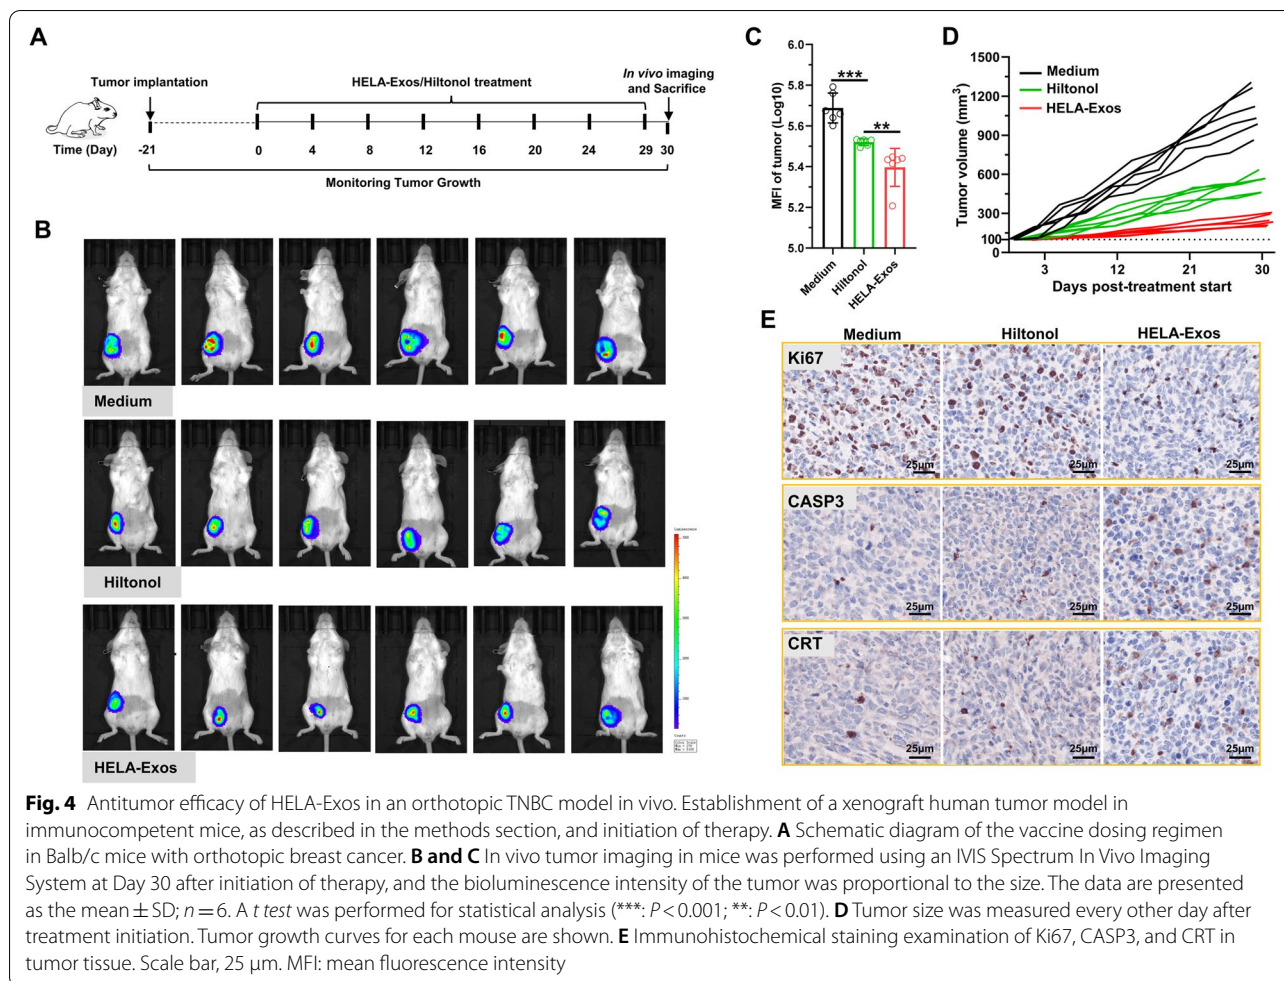 A
Tumor implantation
HELA-Exos/Hiltonol treatment
In vivo imaging
and Sacrifice
Time (Day)
-21
0
4
8
12
16
20
24
29
30
Monitoring Tumor Growth
B
Medium
Hiltonol
HELA-Exos
Luminescence
Counts
Color Scale
C
MFI of tumor (Log10)
6.0
5.8
5.6
5.4
5.2
5.0
***
**
Medium
Hiltonol
HELA-Exos
D
Tumor volume (mm³)
1500
1200
900
600
300
100
Medium
Hiltonol
HELA-Exos
3
12
21
30
Days post-treatment start
E
Medium
Hiltonol
HELA-Exos
Ki67
25µm
25µm
25µm
CASP3
25µm
25µm
25µm
CRT
25µm
25µm
25µm
Fig. 4 Antitumor efficacy of HELA-Exos in an orthotopic TNBC model in vivo. Establishment of a xenograft human tumor model in
immunocompetent mice, as described in the methods section, and initiation of therapy. A Schematic diagram of the vaccine dosing regimen
in Balb/c mice with orthotopic breast cancer. B and C In vivo tumor imaging in mice was performed using an IVIS Spectrum In Vivo Imaging
System at Day 30 after initiation of therapy, and the bioluminescence intensity of the tumor was proportional to the size. The data are presented
as the mean ± SD; n = 6. A t test was performed for statistical analysis (***: P < 0.001; **: P < 0.01). D Tumor size was measured every other day after
treatment initiation. Tumor growth curves for each mouse are shown. E Immunohistochemical staining examination of Ki67, CASP3, and CRT in
tumor tissue. Scale bar, 25 µm. MFI: mean fluorescence intensity